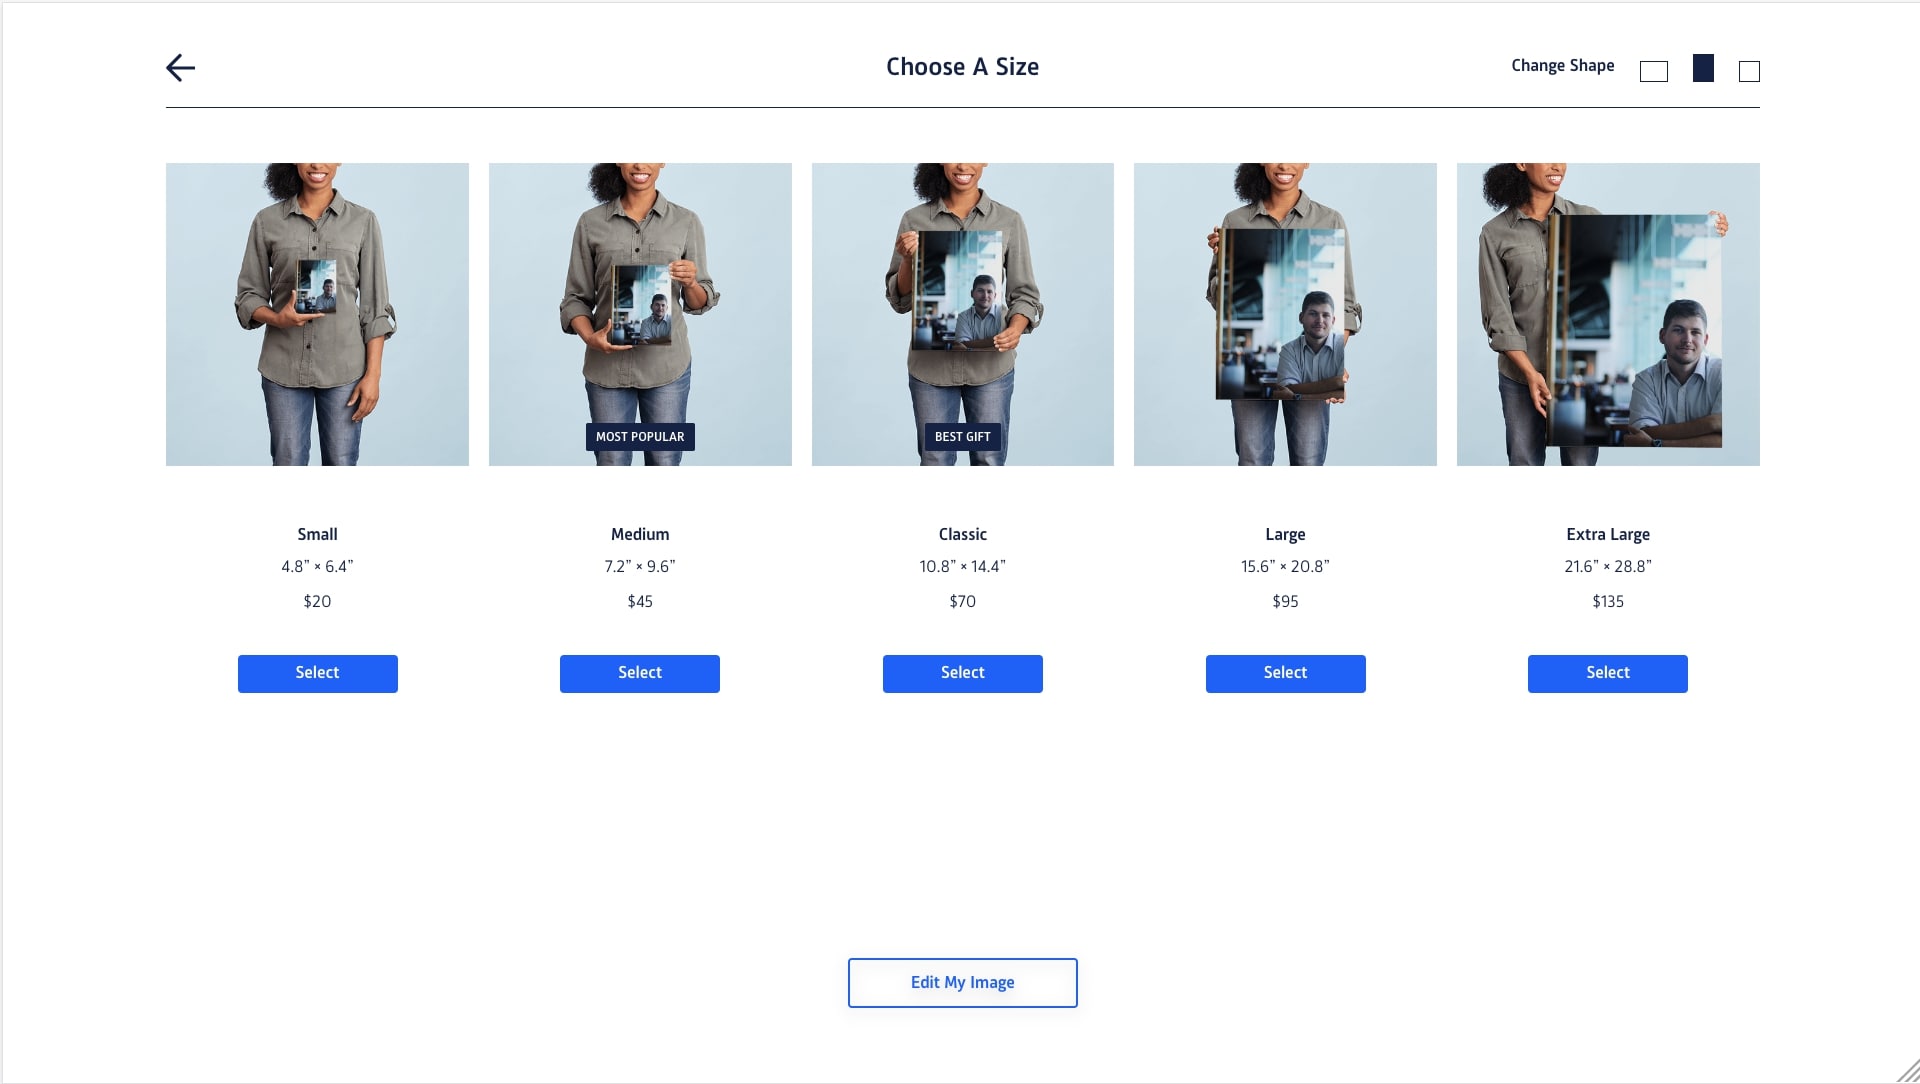 Choose A Size
Change Shape
MOST POPULAR
BEST GIFT
Small
4.8” × 6.4”
$20
Select
Medium
7.2” × 9.6”
$45
Select
Classic
10.8” × 14.4”
$70
Select
Large
15.6” × 20.8”
$95
Select
Extra Large
21.6” × 28.8”
$135
Select
Edit My Image